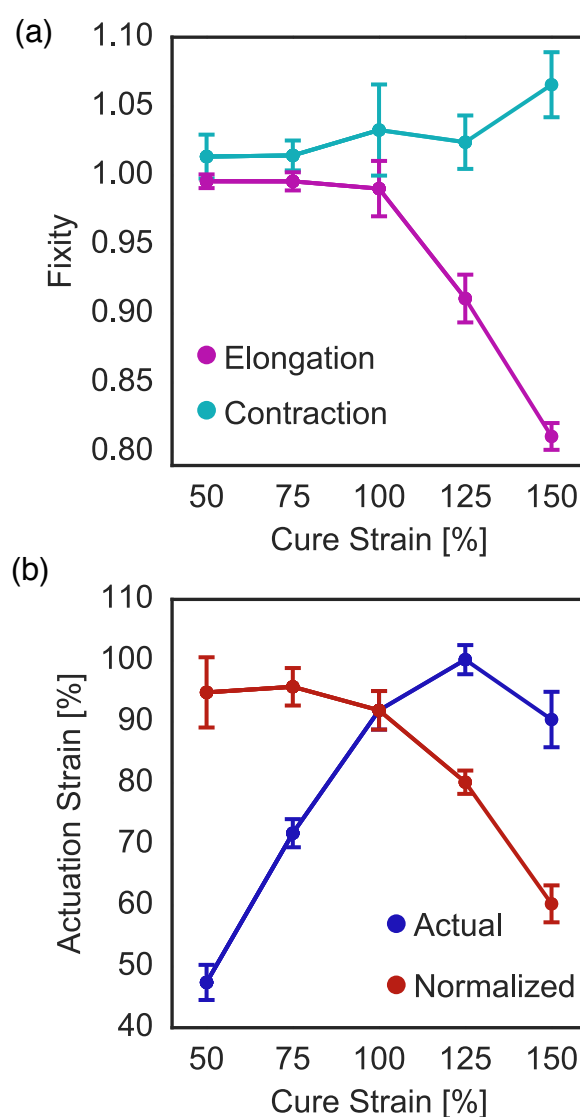 (a)
1.10
1.05
1.00
0.95
0.90
0.85
0.80
Fixity
Elongation
Contraction
50 75 100 125 150
Cure Strain [%]
(b)
110
100
90
80
70
60
50
40
Actuation Strain [%]
Actual
Normalized
50 75 100 125 150
Cure Strain [%]